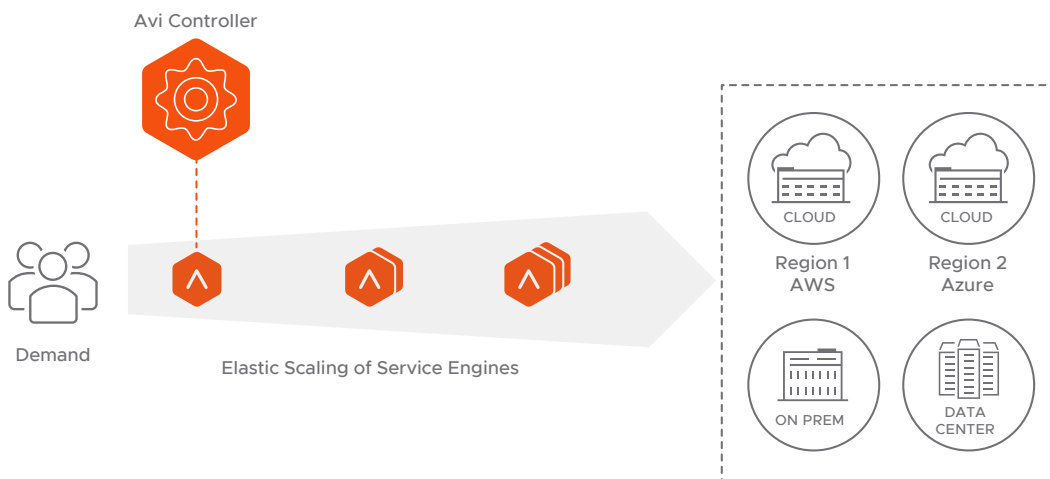 Avi Controller
Demand
Elastic Scaling of Service Engines
CLOUD
CLOUD
Region 1
AWS
Region 2
Azure
ON PREM
DATA
CENTER